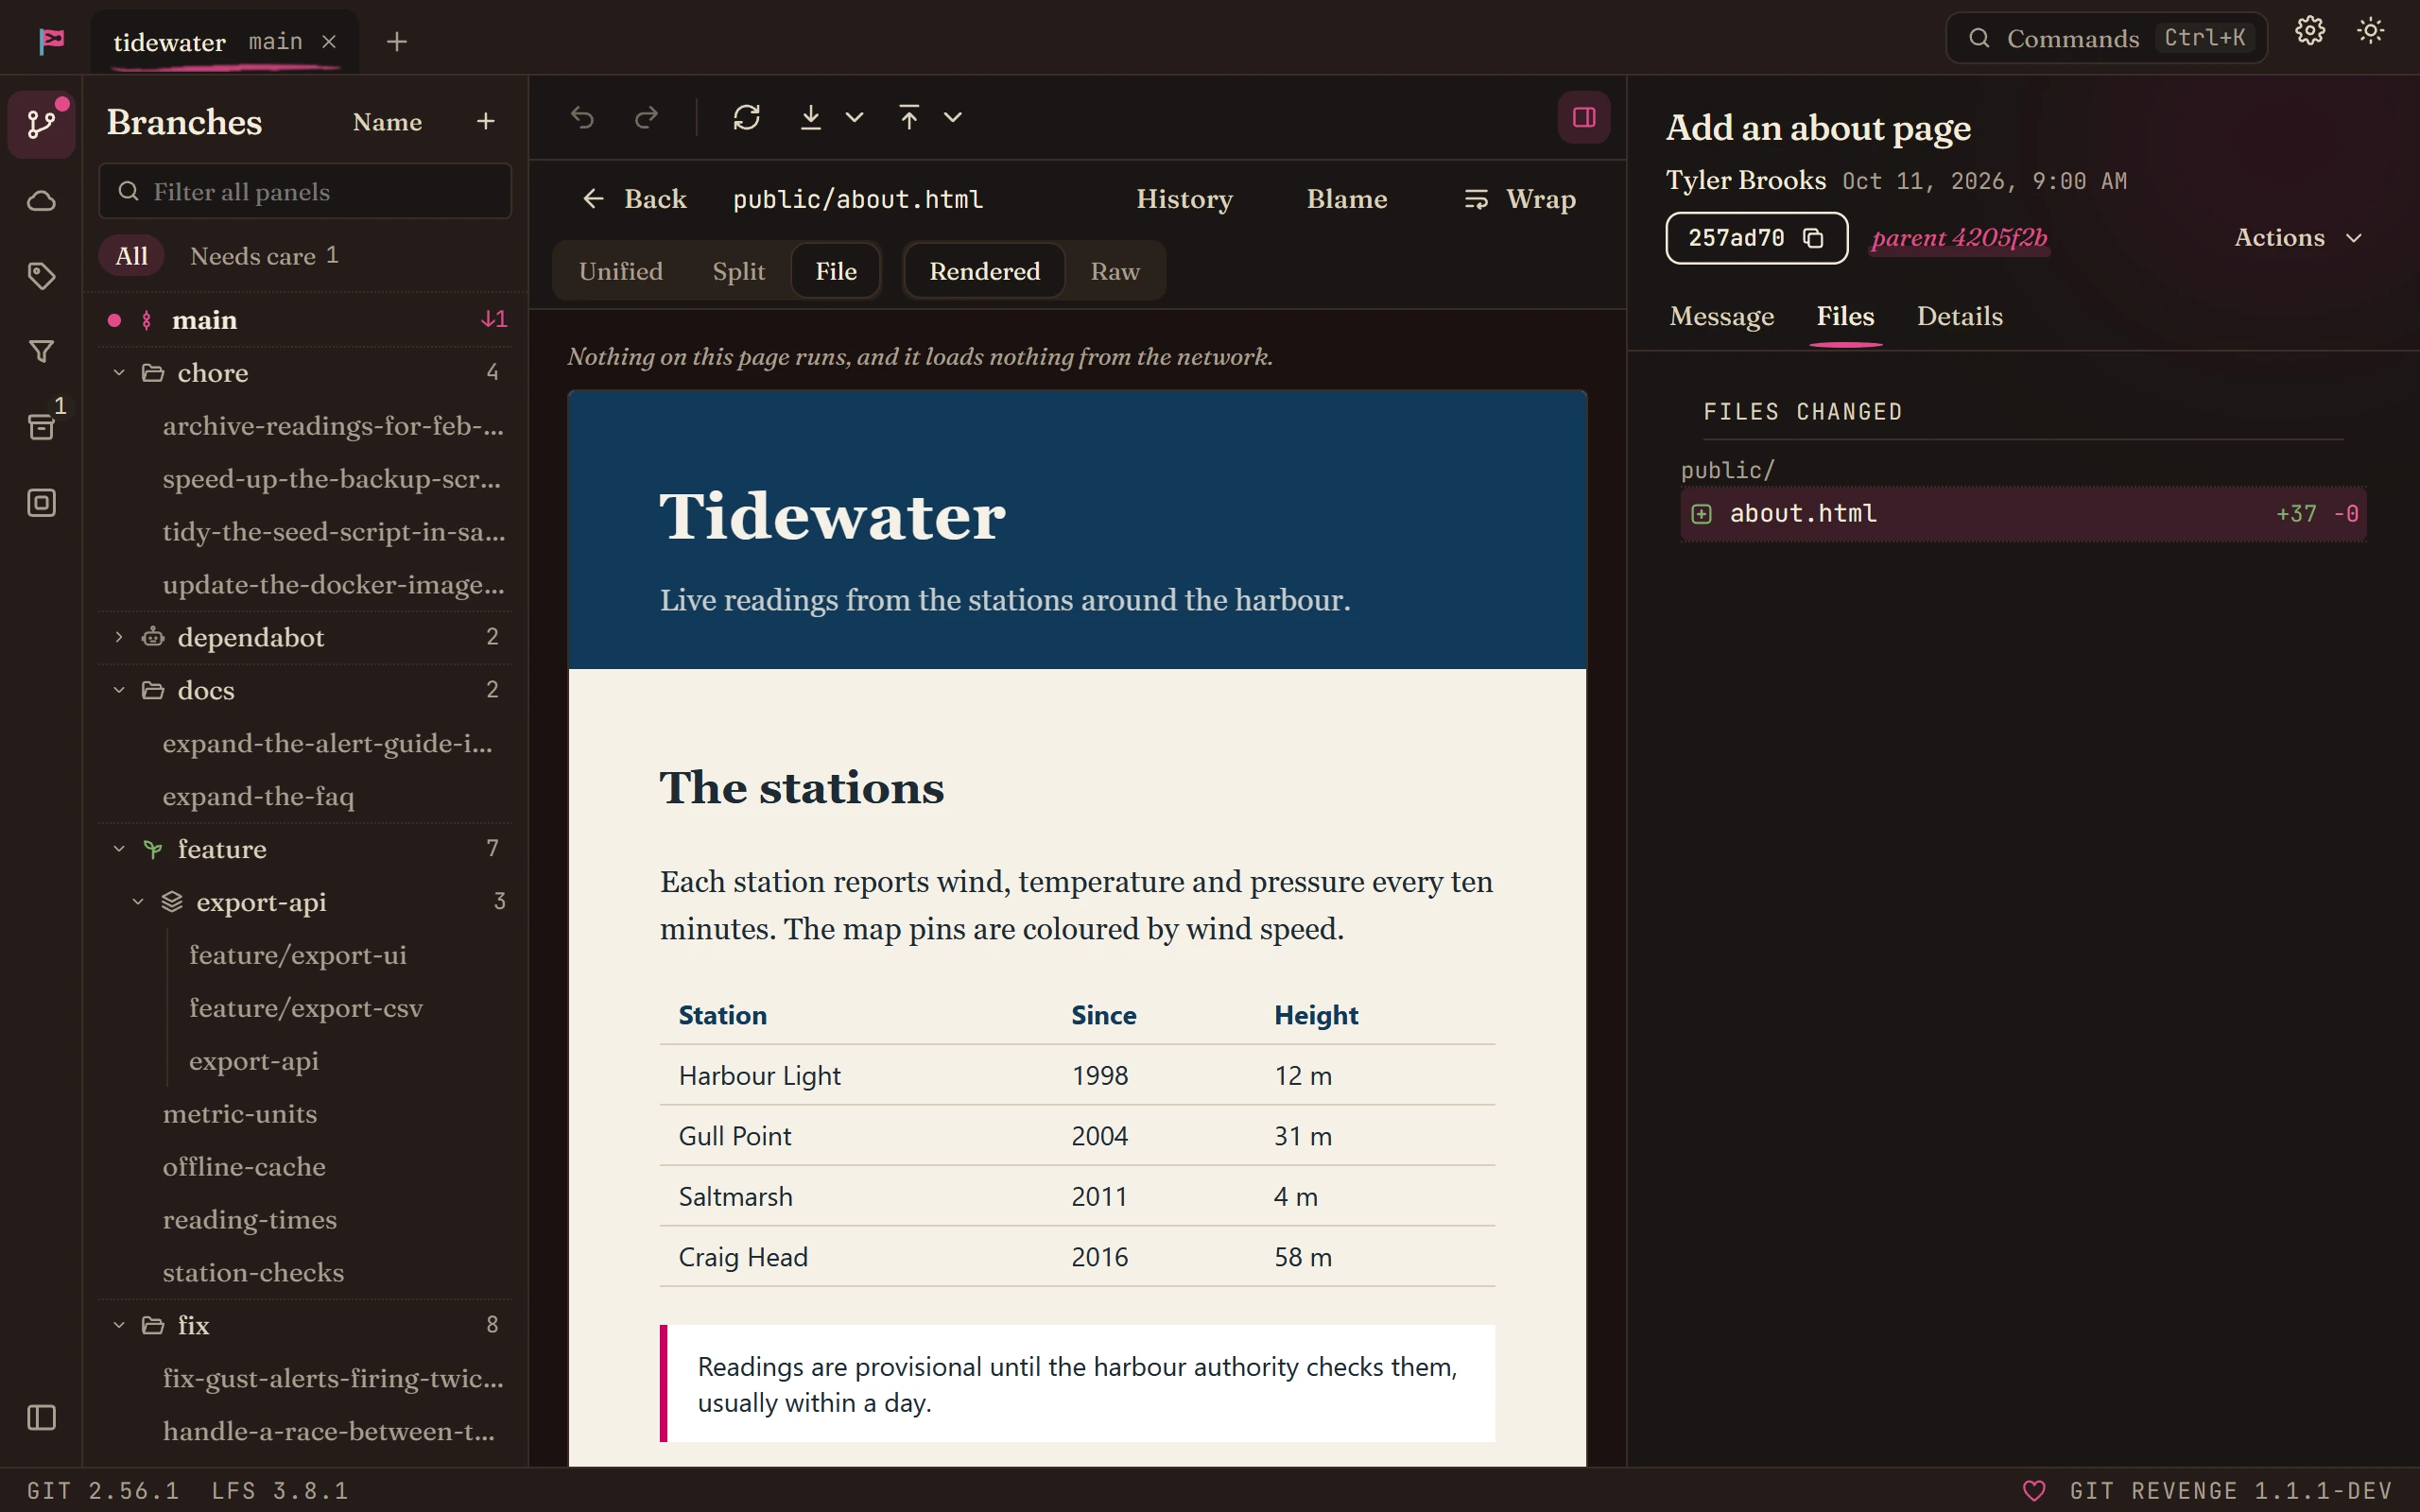 tidewater main
Commands Ctrl+K
Branches Name
Filter all panels
All Needs care 1
main ↓1
chore 4
archive-readings-for-feb-...
speed-up-the-backup-scr...
tidy-the-seed-script-in-sa...
update-the-docker-image...
dependabot 2
docs 2
expand-the-alert-guide-i...
expand-the-faq
feature 7
export-api 3
feature/export-ui
feature/export-csv
export-api
metric-units
offline-cache
reading-times
station-checks
fix 8
fix-gust-alerts-firing-twic...
handle-a-race-between-t...
1
Back public/about.html History Blame Wrap
Unified Split File Rendered Raw
Nothing on this page runs, and it loads nothing from the network.
Tidewater
Live readings from the stations around the harbour.
The stations
Each station reports wind, temperature and pressure every ten
minutes. The map pins are coloured by wind speed.
Station Since Height
Harbour Light 1998 12 m
Gull Point 2004 31 m
Saltmarsh 2011 4 m
Craig Head 2016 58 m
Readings are provisional until the harbour authority checks them,
usually within a day.
Add an about page
Tyler Brooks Oct 11, 2026, 9:00 AM
257ad70 parent 4205f2b Actions
Message Files Details
FILES CHANGED
public/
about.html +37 -0
GIT 2.56.1 LFS 3.8.1
GIT REVENGE 1.1.1-DEV